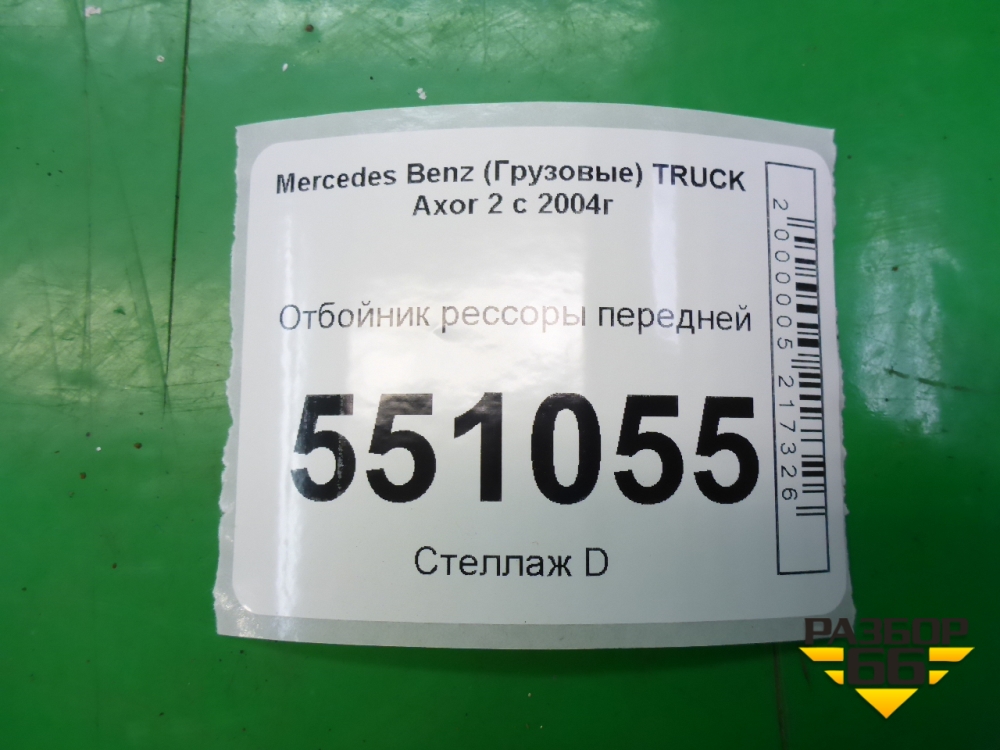 Mercedes Benz (Грузовые) TRUCK
Axor 2 с 2004г
Отбойник рессоры передней
551055
Стеллаж D
2000005217326
РАЗБОР
66